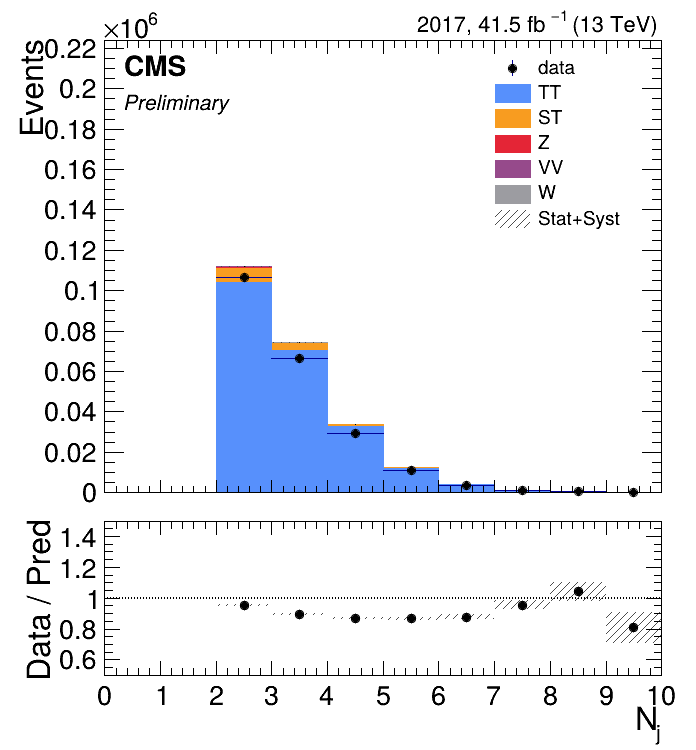 ×10⁶
2017, 41.5 fb⁻¹ (13 TeV)
Events
CMS
Preliminary
data
TT
ST
Z
VV
W
Stat+Syst
0.22
0.2
0.18
0.16
0.14
0.12
0.1
0.08
0.06
0.04
0.02
0
Data / Pred
1.4
1.2
1
0.8
0.6
0 1 2 3 4 5 6 7 8 9 10
Nⱼ